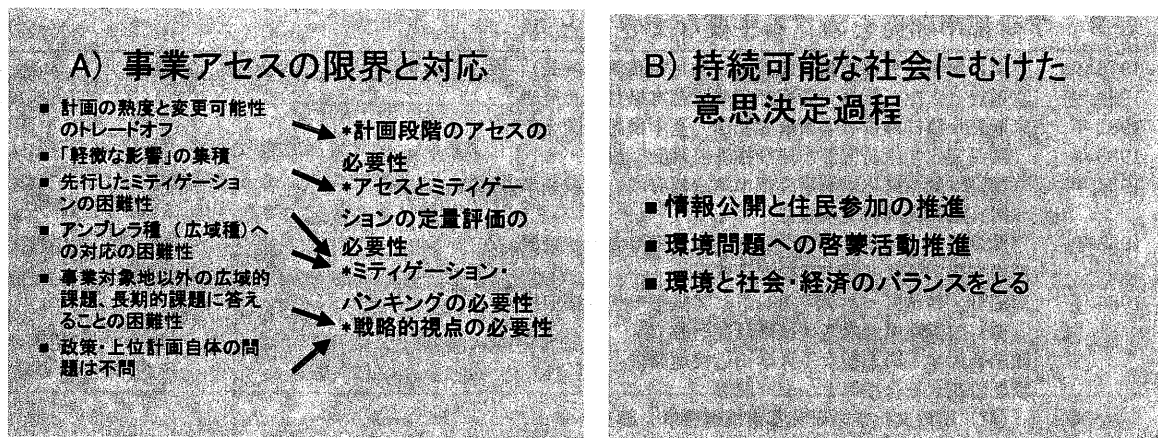 A) 事業アセスの限界と対応
■ 計画の熟度と変更可能性
のトレードオフ
■ 「軽微な影響」の集積
■ 先行したミティゲーショ
ンの困難性
■ アンブレラ種（広域種）へ
の対応の困難性
■ 事業対象地以外の広域的
課題、長期的課題に答え
ることの困難性
■ 政策・上位計画自体の問
題は不問
*計画段階のアセスの
必要性
*アセスとミティゲー
ションの定量評価の
必要性
*ミティゲーション・
バンキングの必要性
*戦略的視点の必要性
B) 持続可能な社会にむけた
意思決定過程
■ 情報公開と住民参加の推進
■ 環境問題への啓蒙活動推進
■ 環境と社会・経済のバランスをとる